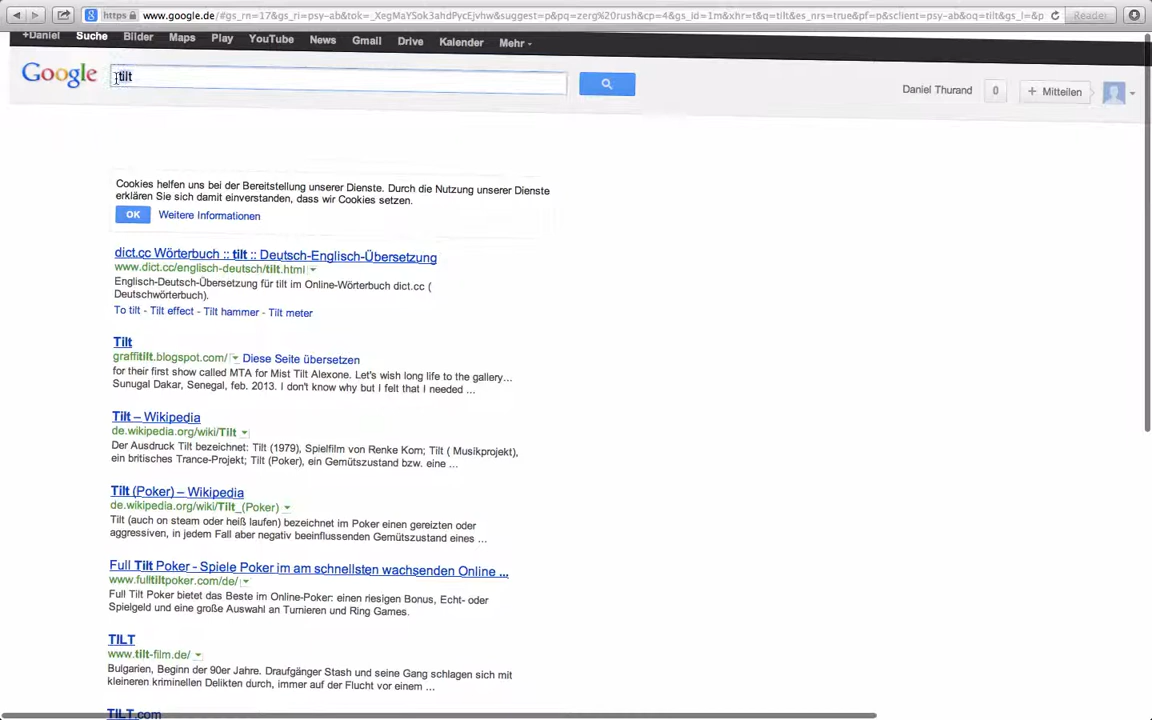 https www.google.de/#gs_rn=17&gs_ri=psy-ab&tok=_XegMaYSok3ahdPycEjvhw&suggest=p&pq=zerg%20rush&cp=4&gs_id=1m&xhr=t&q=tilt&es_nrs=true&pf=p&sclient=psy-ab&oq=tilt&gs_l=&p Reader
+Daniel Suche Bilder Maps Play YouTube News Gmail Drive Kalender Mehr
Google tilt
Daniel Thurand 0 + Mitteilen
Cookies helfen uns bei der Bereitstellung unserer Dienste. Durch die Nutzung unserer Dienste
erklären Sie sich damit einverstanden, dass wir Cookies setzen.
OK Weitere Informationen
dict.cc Wörterbuch :: tilt :: Deutsch-Englisch-Übersetzung
www.dict.cc/englisch-deutsch/tilt.html
Englisch-Deutsch-Übersetzung für tilt im Online-Wörterbuch dict.cc (
Deutschwörterbuch).
To tilt - Tilt effect - Tilt hammer - Tilt meter
Tilt
graffitilt.blogspot.com/ Diese Seite übersetzen
for their first show called MTA for Mist Tilt Alexone. Let's wish long life to the gallery...
Sunugal Dakar, Senegal, feb. 2013. I don't know why but I felt that I needed ...
Tilt – Wikipedia
de.wikipedia.org/wiki/Tilt
Der Ausdruck Tilt bezeichnet: Tilt (1979), Spielfilm von Renke Korn; Tilt ( Musikprojekt),
ein britisches Trance-Projekt; Tilt (Poker), ein Gemützustand bzw. eine ...
Tilt (Poker) – Wikipedia
de.wikipedia.org/wiki/Tilt_(Poker)
Tilt (auch on steam oder heiß laufen) bezeichnet im Poker einen gereizten oder
aggressiven, in jedem Fall aber negativ beeinflussenden Gemütszustand eines ...
Full Tilt Poker - Spiele Poker im am schnellsten wachsenden Online ...
www.fulltiltpoker.com/de/
Full Tilt Poker bietet das Beste im Online-Poker: einen riesigen Bonus, Echt- oder
Spielgeld und eine große Auswahl an Turnieren und Ring Games.
TILT
www.tilt-film.de/
Bulgarien, Beginn der 90er Jahre. Draufgänger Stash und seine Gang schlagen sich mit
kleineren kriminellen Delikten durch, immer auf der Flucht vor einem ...
TILT.com